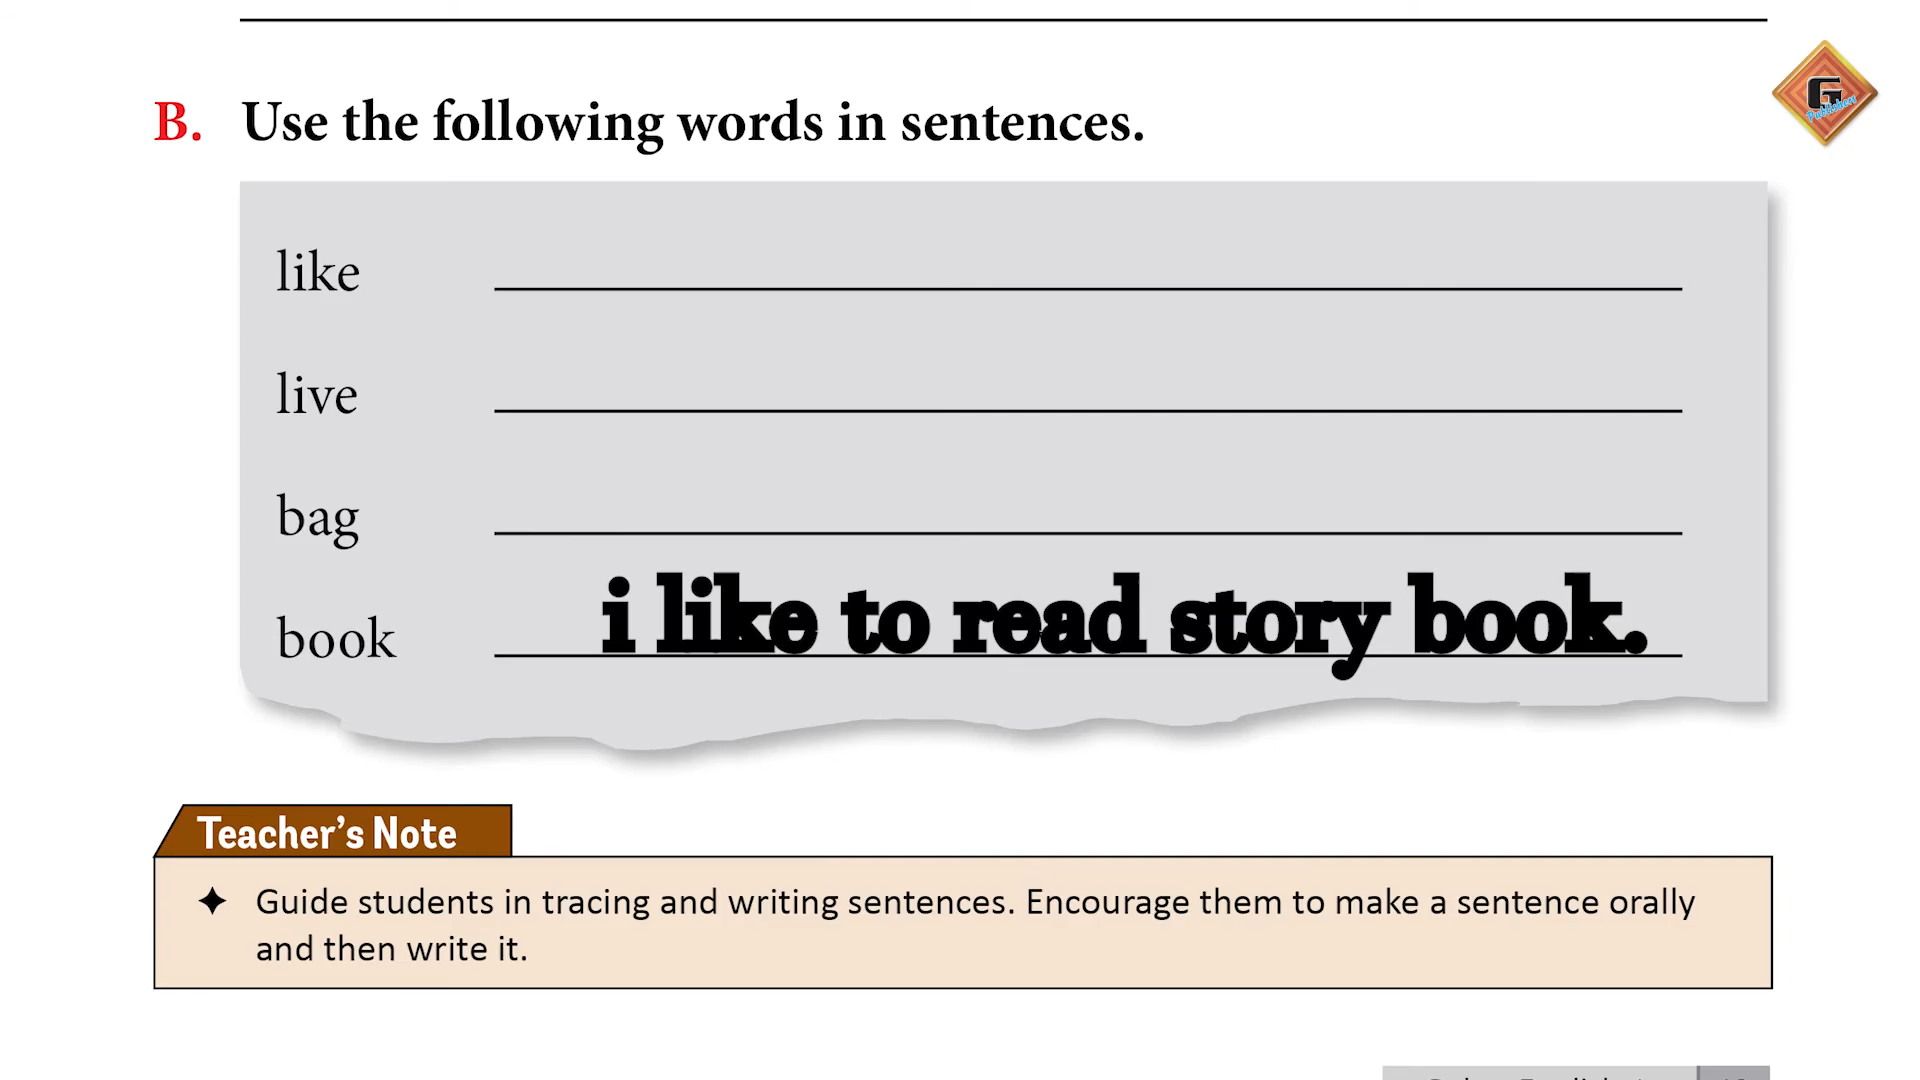 B. Use the following words in sentences.
G
Publishers
like
live
bag
book i like to read story book.
Teacher's Note
✦ Guide students in tracing and writing sentences. Encourage them to make a sentence orally
and then write it.